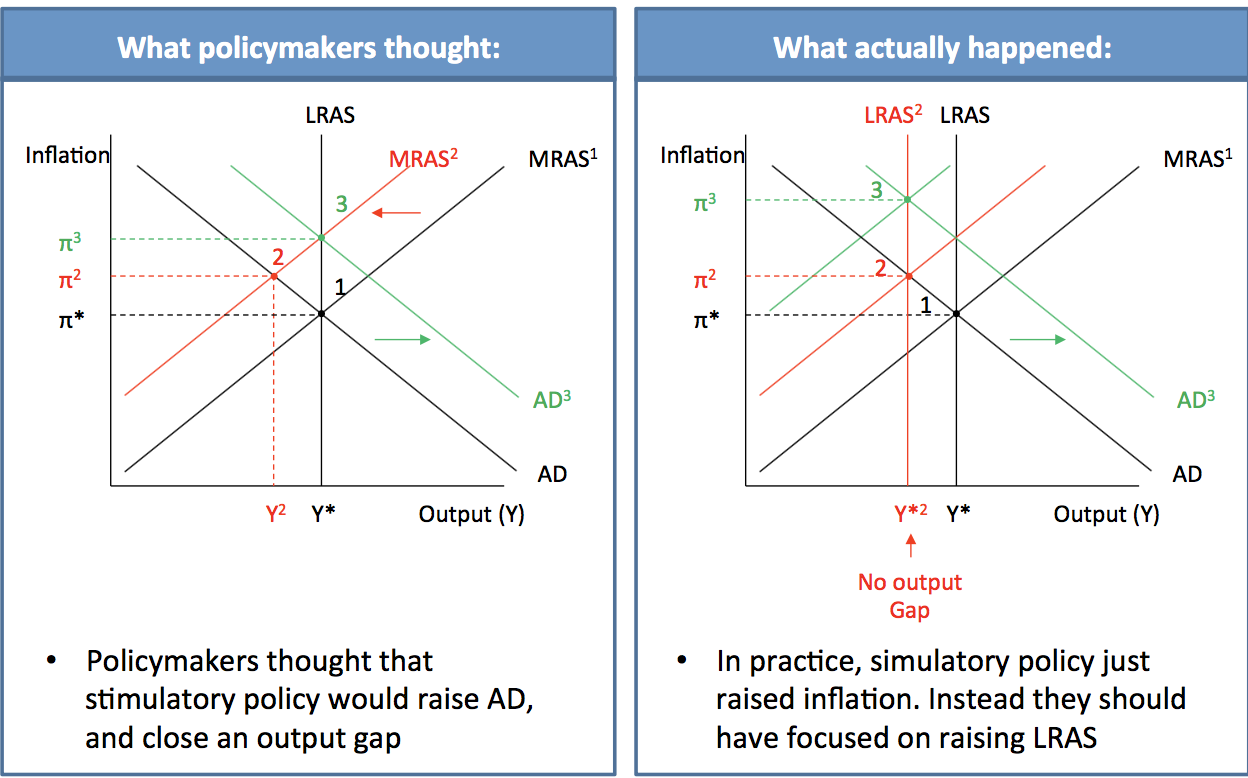 What policymakers thought:
LRAS
Inflation
MRAS²
MRAS¹
3
π³
2
π²
1
π*
AD³
AD
Y²
Y*
Output (Y)
• Policymakers thought that
stimulatory policy would raise AD,
and close an output gap
What actually happened:
LRAS²
LRAS
Inflation
MRAS¹
3
π³
2
π²
1
π*
AD³
AD
Y*²
Y*
Output (Y)
No output
Gap
• In practice, simulatory policy just
raised inflation. Instead they should
have focused on raising LRAS